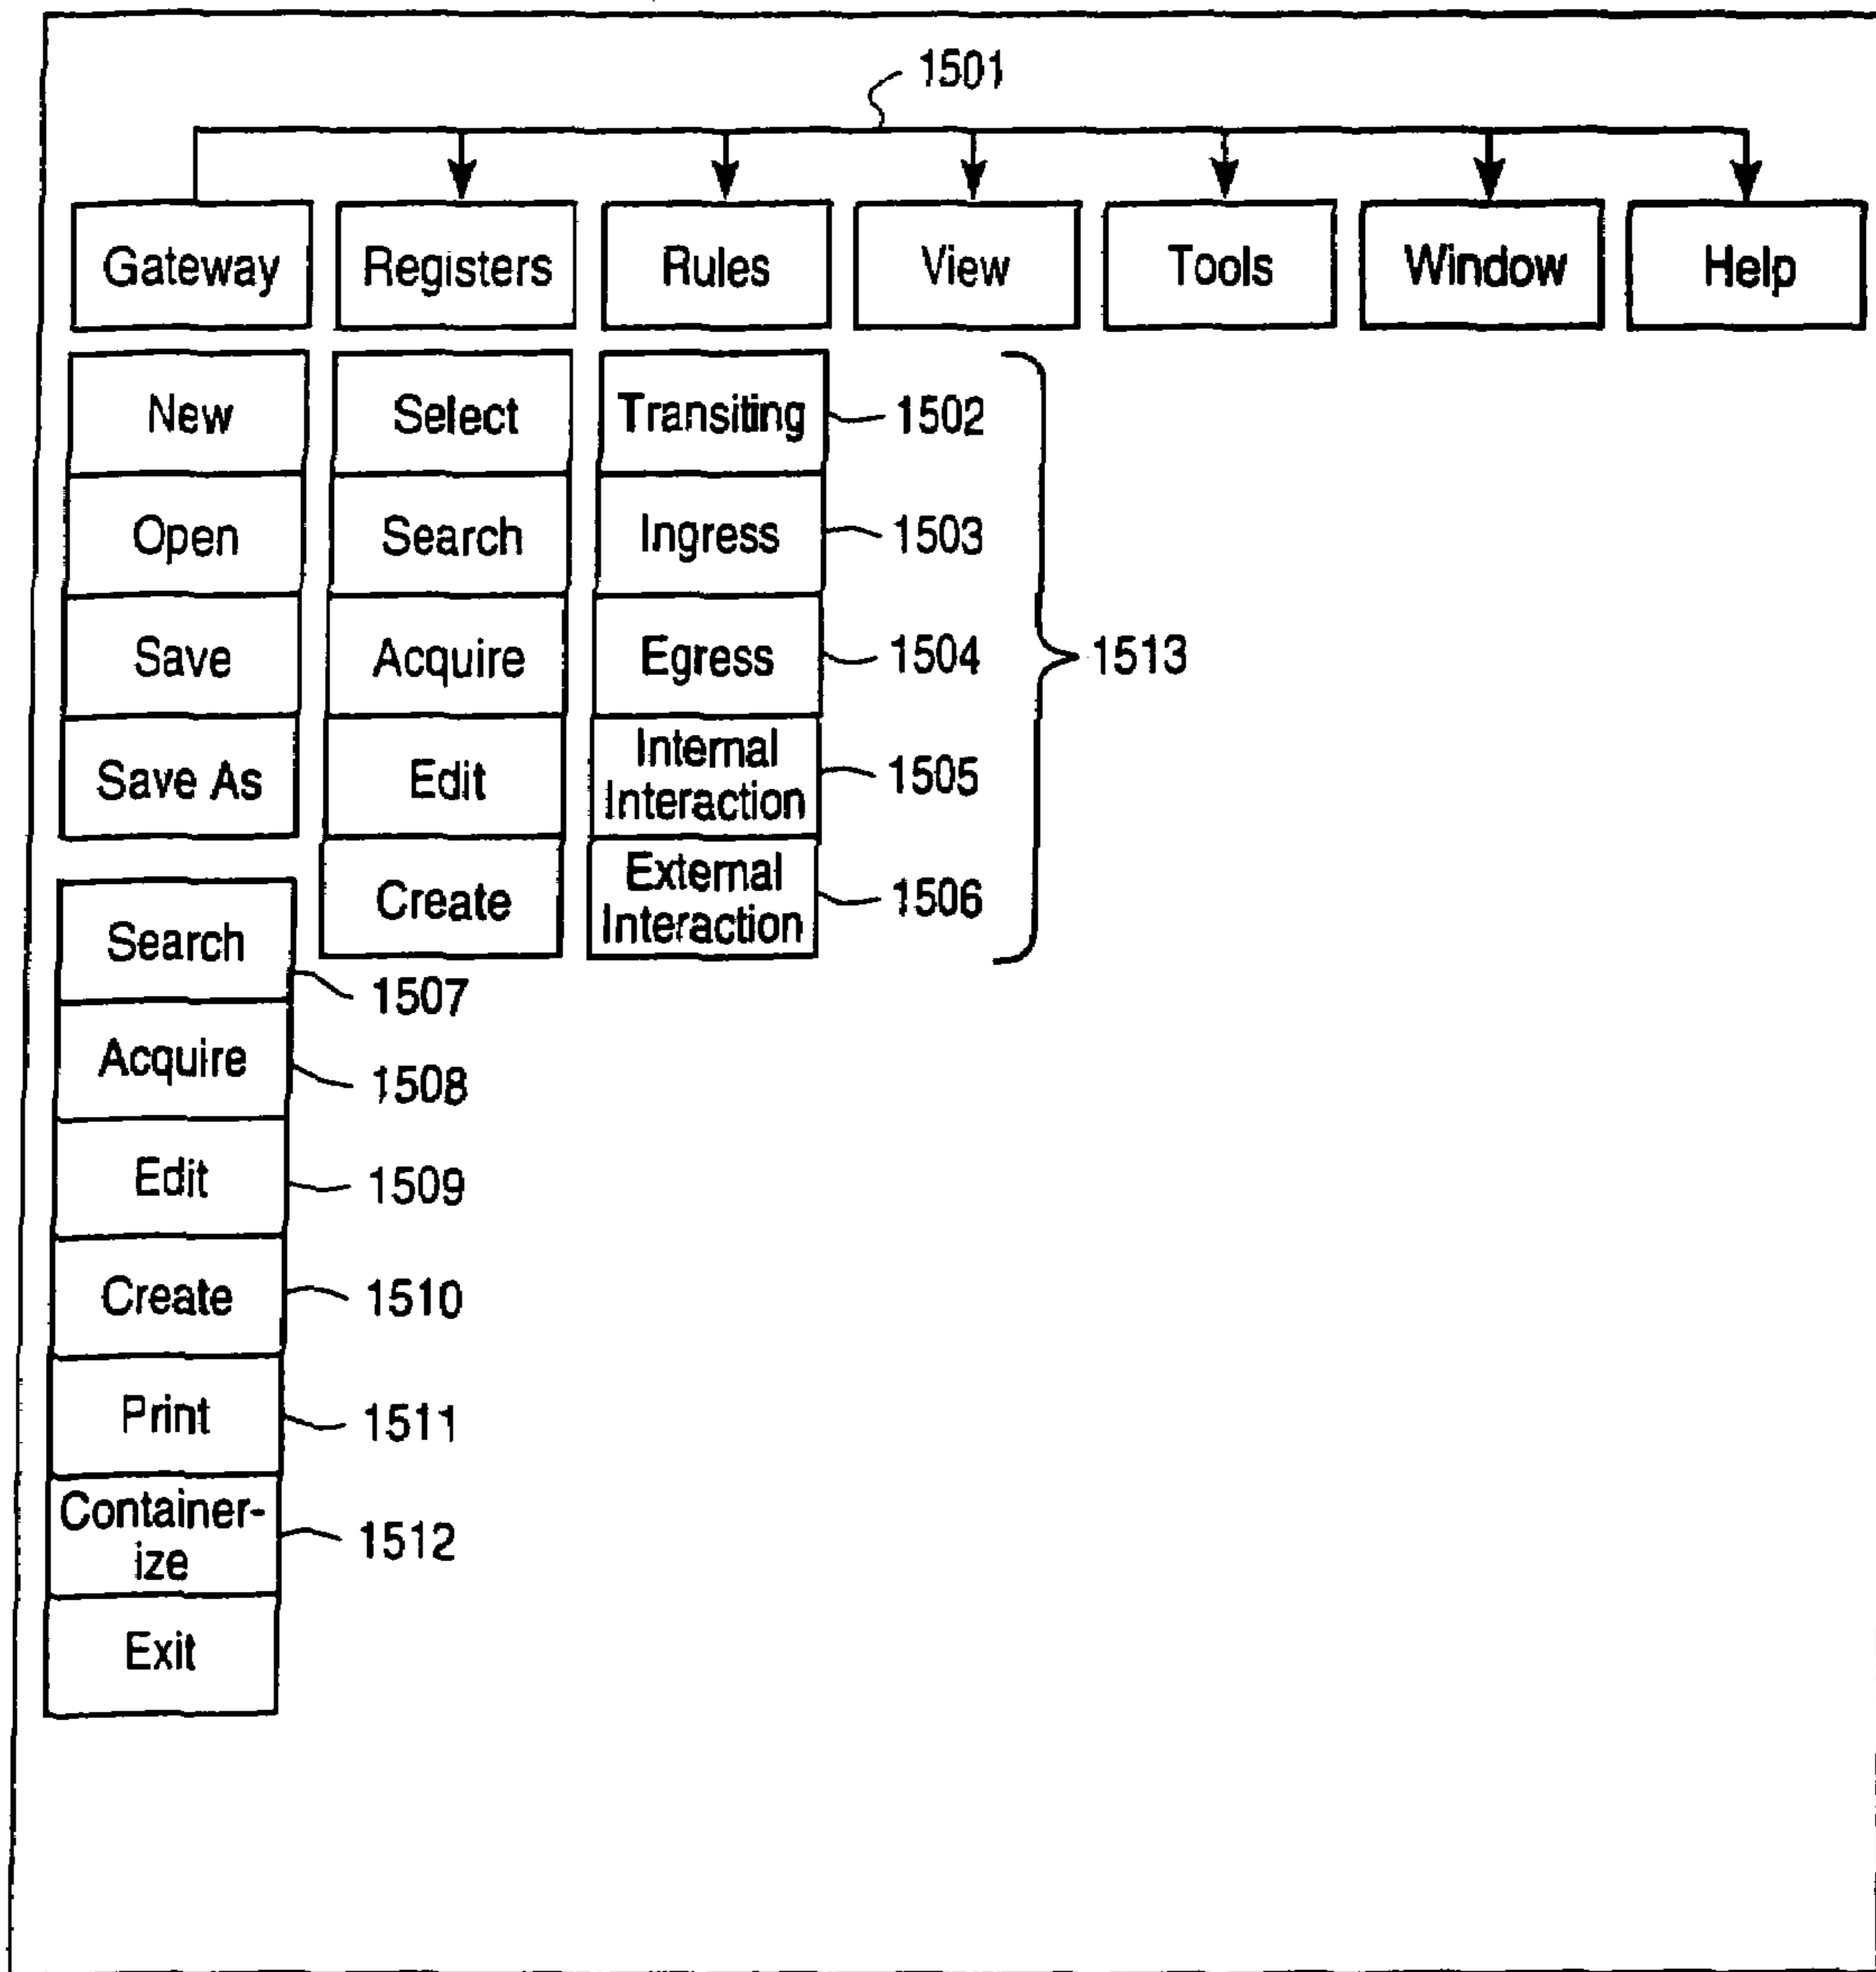 1501
Gateway Registers Rules View Tools Window Help
New Select Transiting 1502
Open Search Ingress 1503
Save Acquire Egress 1504 1513
Save As Edit Internal
Interaction 1505
Create External
Interaction 1506
Search 1507
Acquire 1508
Edit 1509
Create 1510
Print 1511
Container-
ize 1512
Exit